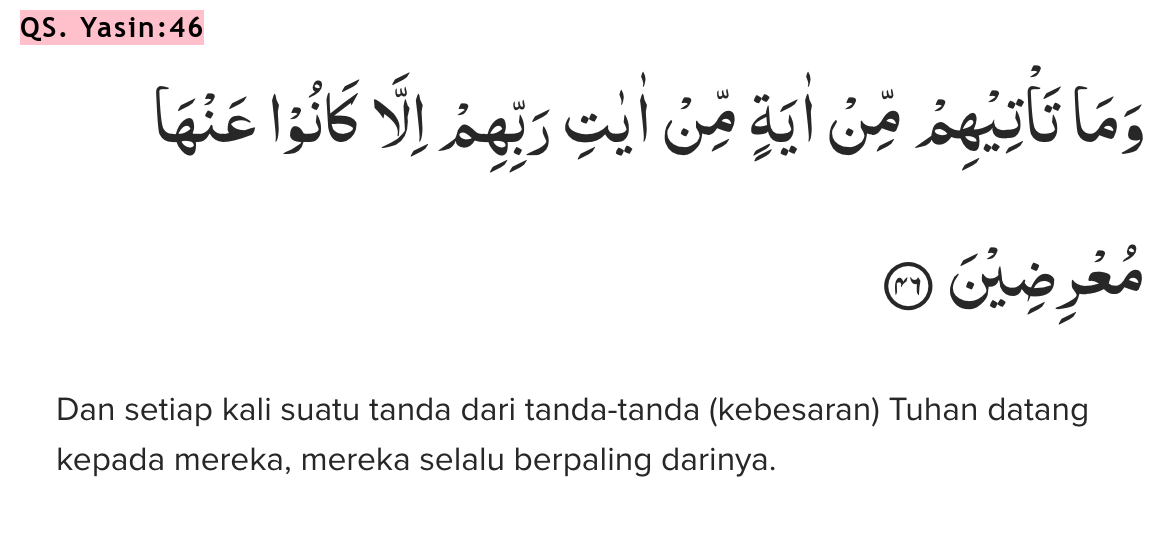 QS. Yasin:46
وَمَا تَأْتِيْهِمْ مِّنْ اٰيَةٍ مِّنْ اٰيٰتِ رَبِّهِمْ اِلَّا كَانُوْا عَنْهَا
مُعْرِضِيْنَ ۝٤٦
Dan setiap kali suatu tanda dari tanda-tanda (kebesaran) Tuhan datang
kepada mereka, mereka selalu berpaling darinya.